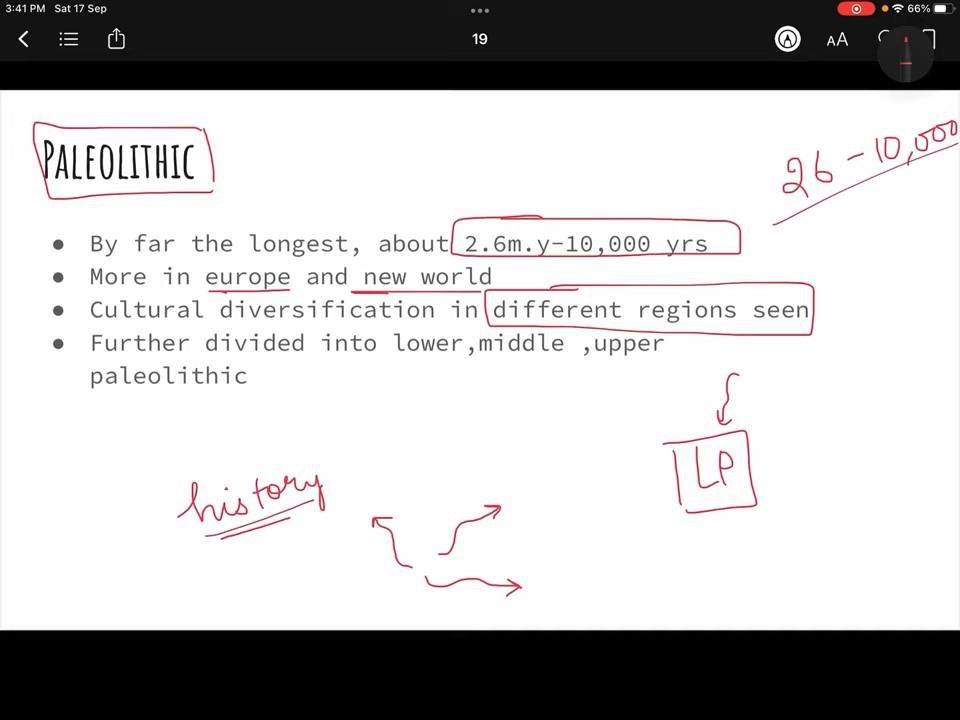 3:41 PM Sat 17 Sep
66%
19
AA
PALEOLITHIC
26-10,000
● By far the longest, about 2.6m.y-10,000 yrs
● More in europe and new world
● Cultural diversification in different regions seen
● Further divided into lower,middle ,upper
paleolithic
LP
history